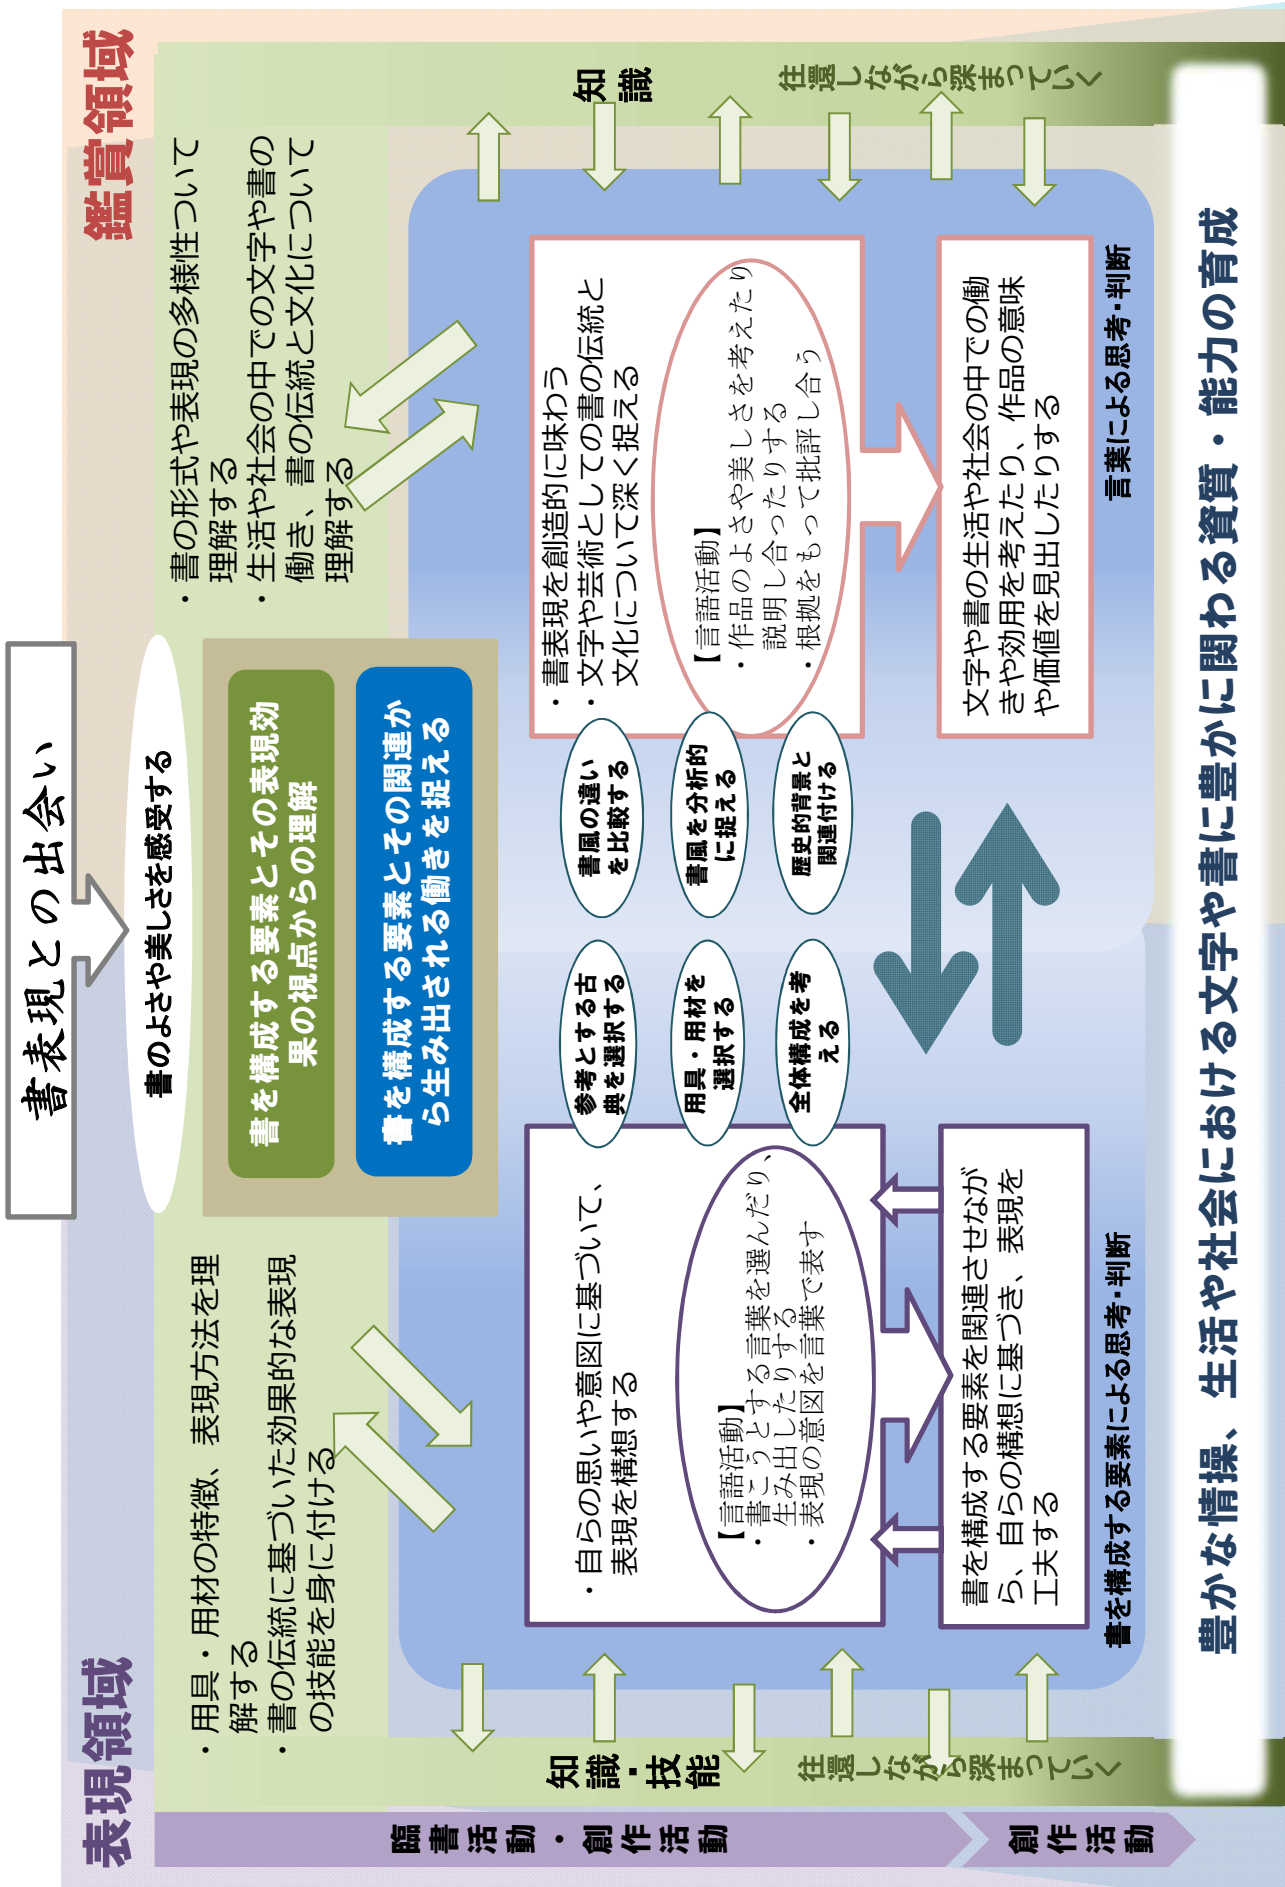 書表現との出会い
表現領域
鑑賞領域
書のよさや美しさを感受する
・用具・用材の特徴、表現方法を理
解する
・書の伝統に基づいた効果的な表現
の技能を身に付ける
書を構成する要素とその表現効
果の視点からの理解
書を構成する要素とその関連か
ら生み出される働きを捉える
・書の形式や表現の多様性ついて
理解する
・生活や社会の中での文字や書の
働き、書の伝統と文化について
理解する
臨書活動・創作活動
創作活動
知識・技能
往還しながら深まっていく
・自らの思いや意図に基づいて、
表現を構想する
【言語活動】
・書こうとする言葉を選んだり、
生み出したりする
・表現の意図を言葉で表す
参考とする古
典を選択する
用具・用材を
選択する
全体構成を考
える
書風の違い
を比較する
書風を分析的
に捉える
歴史的背景と
関連付ける
・書表現を創造的に味わう
・文字や芸術としての書の伝統と
文化について深く捉える
【言語活動】
・作品のよさや美しさを考えたり
説明し合ったりする
・根拠をもって批評し合う
知識
往還しながら深まっていく
書を構成する要素を関連させなが
ら、自らの構想に基づき、表現を
工夫する
書を構成する要素による思考・判断
文字や書の生活や社会の中での働
きや効用を考えたり、作品の意味
や価値を見出したりする
言葉による思考・判断
豊かな情操、生活や社会における文字や書に豊かに関わる資質・能力の育成